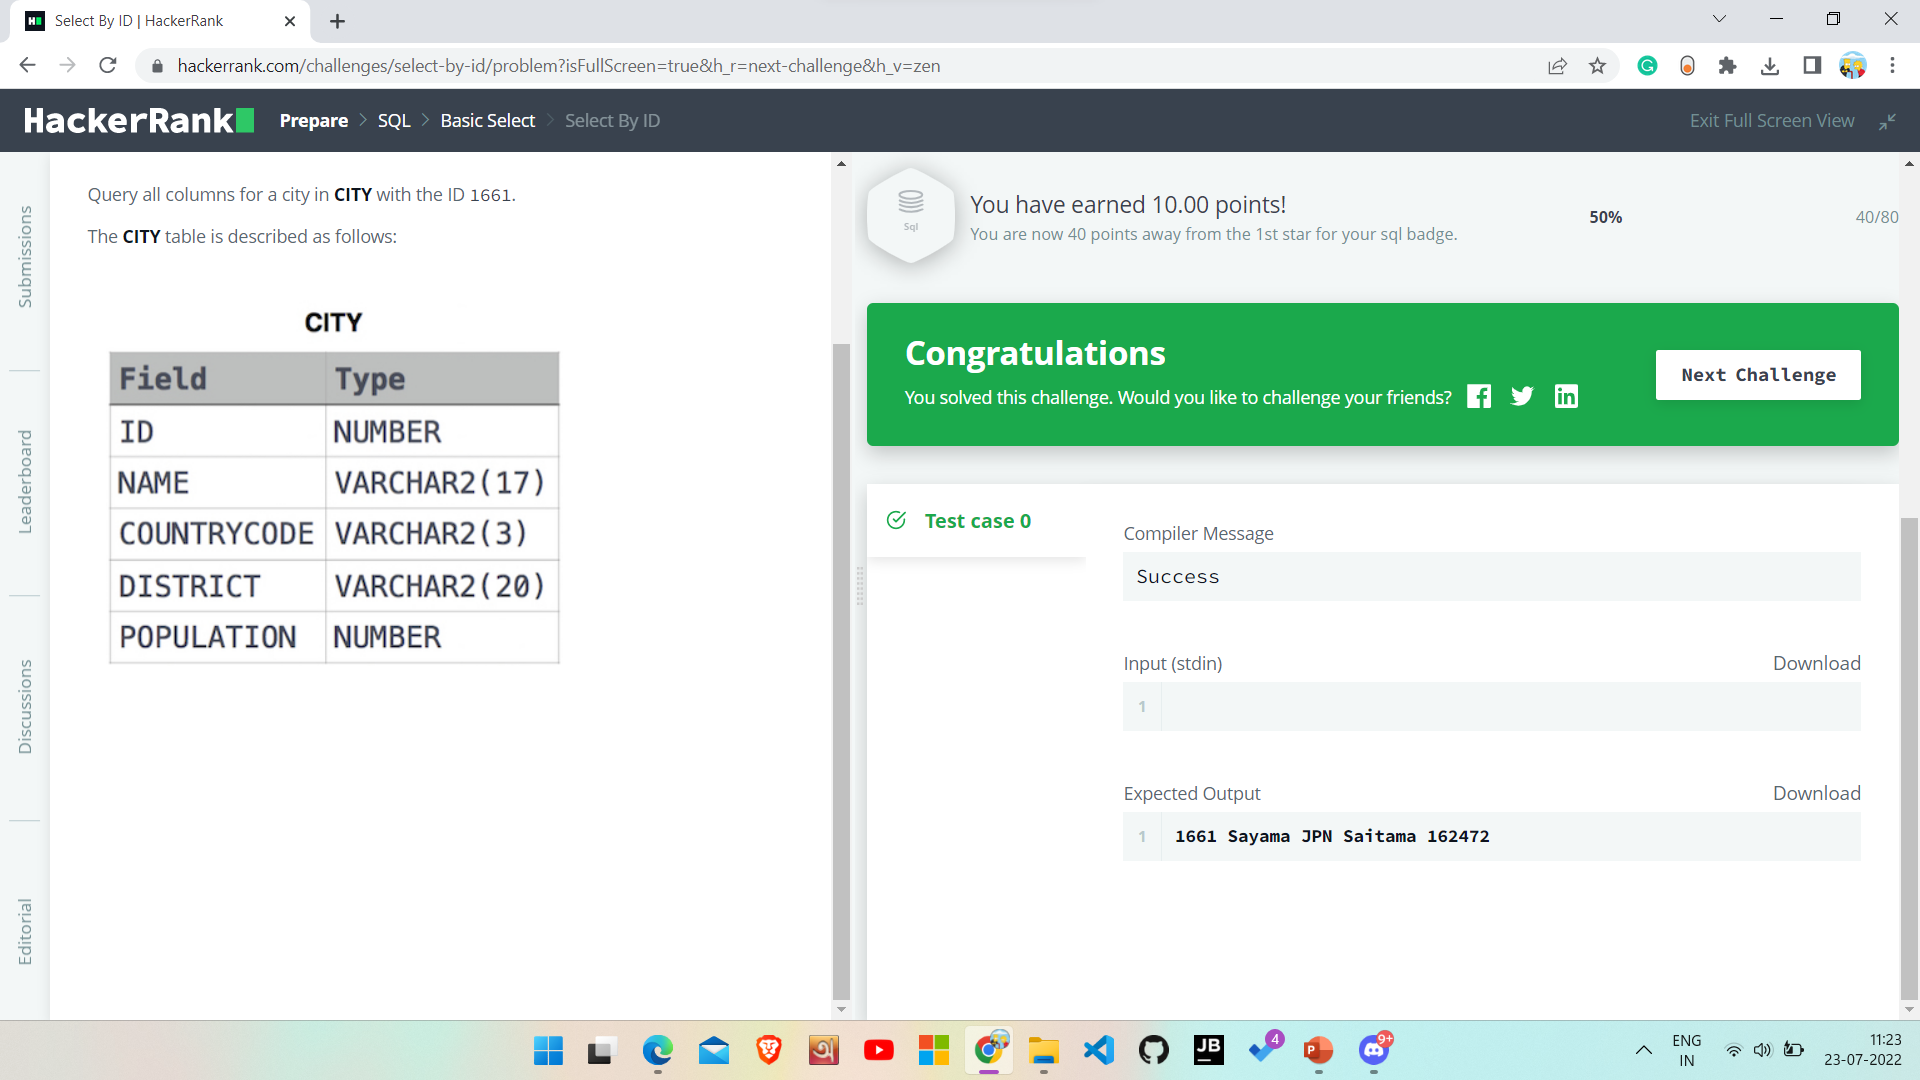 Select By ID | HackerRank
hackerrank.com/challenges/select-by-id/problem?isFullScreen=true&h_r=next-challenge&h_v=zen
HackerRank
Prepare > SQL > Basic Select > Select By ID
Exit Full Screen View
Submissions
Leaderboard
Discussions
Editorial
Query all columns for a city in CITY with the ID 1661.
The CITY table is described as follows:
CITY
Field Type
ID NUMBER
NAME VARCHAR2(17)
COUNTRYCODE VARCHAR2(3)
DISTRICT VARCHAR2(20)
POPULATION NUMBER
Sql
You have earned 10.00 points!
You are now 40 points away from the 1st star for your sql badge.
50%
40/80
Congratulations
You solved this challenge. Would you like to challenge your friends?
Next Challenge
Test case 0
Compiler Message
Success
Input (stdin)
Download
1
Expected Output
Download
1 1661 Sayama JPN Saitama 162472
अ
JB
4
P
9+
ENG
IN
11:23
23-07-2022